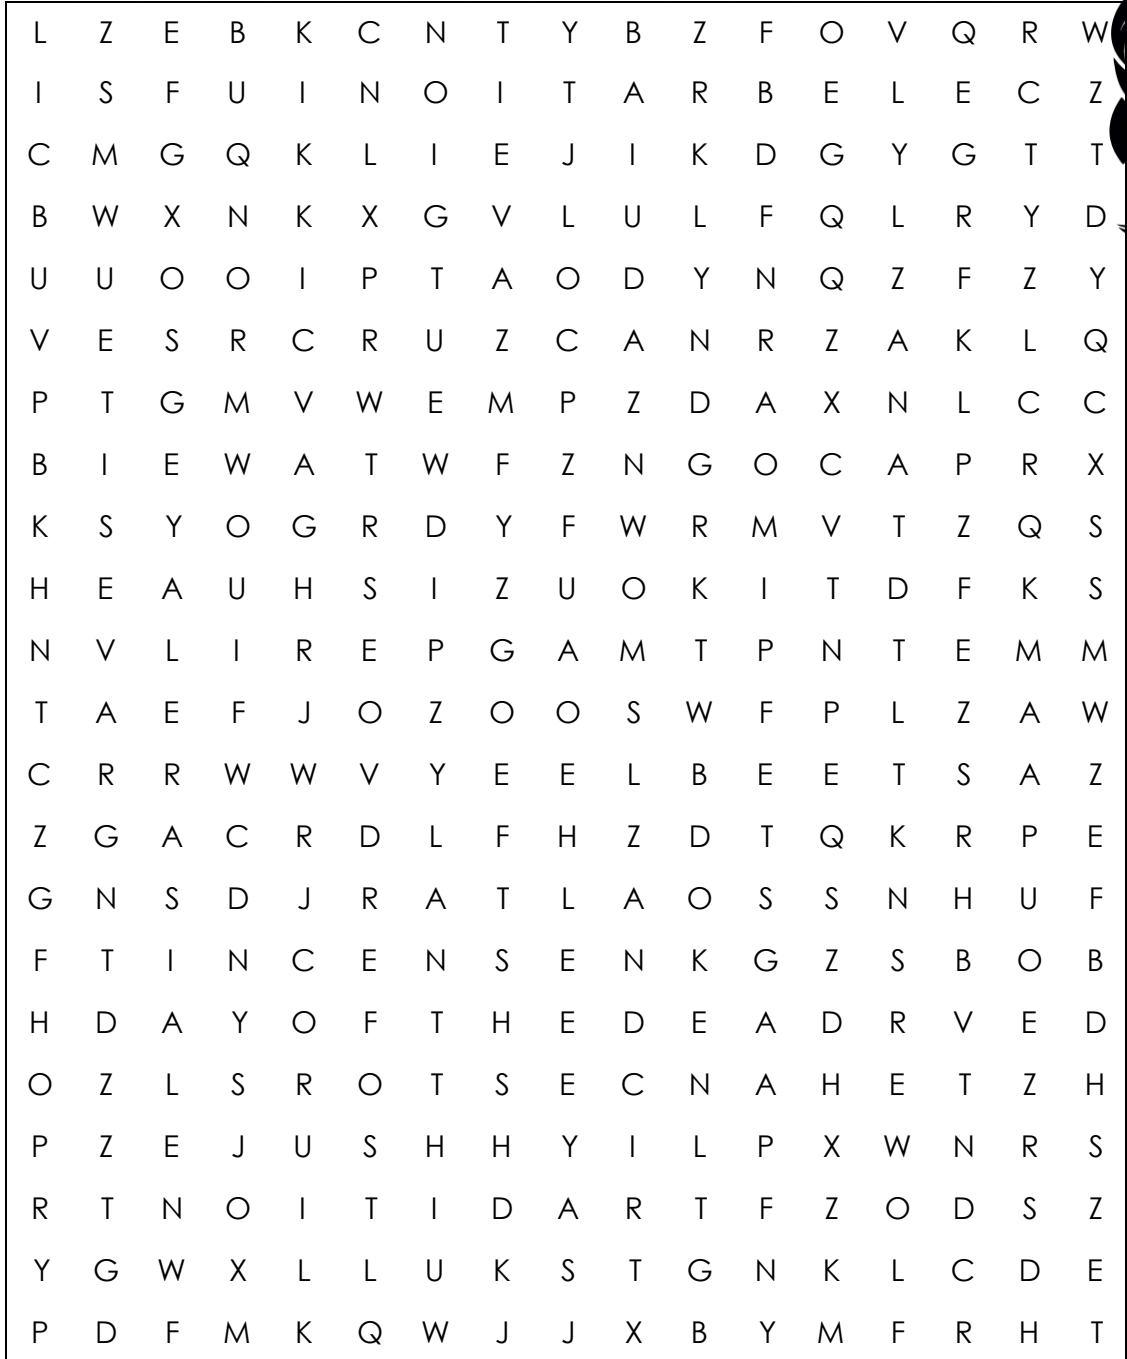 L Z E B K C N T Y B Z F O V Q R W
I S F U I N O I T A R B E L E C Z
C M G Q K L I E J I K D G Y G T T
B W X N K X G V L U L F Q L R Y D
U U O O I P T A O D Y N Q Z F Z Y
V E S R C R U Z C A N R Z A K L Q
P T G M V W E M P Z D A X N L C C
B I E W A T W F Z N G O C A P R X
K S Y O G R D Y F W R M V T Z Q S
H E A U H S I Z U O K I T D F K S
N V L I R E P G A M T P N T E M M
T A E F J O Z O O S W F P L Z A W
C R R W W V Y E E L B E E T S A Z
Z G A C R D L F H Z D T Q K R P E
G N S D J R A T L A O S S N H U F
F T I N C E N S E N K G Z S B O B
H D A Y O F T H E D E A D R V E D
O Z L S R O T S E C N A H E T Z H
P Z E J U S H H Y I L P X W N R S
R T N O I T I D A R T F Z O D S Z
Y G W X L L U K S T G N K L C D E
P D F M K Q W J J X B Y M F R H T